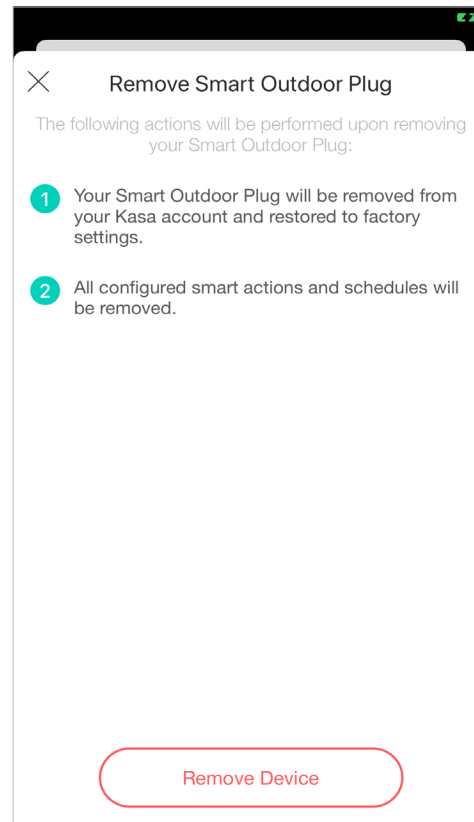 Remove Smart Outdoor Plug
The following actions will be performed upon removing
your Smart Outdoor Plug:
1 Your Smart Outdoor Plug will be removed from
your Kasa account and restored to factory
settings.
2 All configured smart actions and schedules will
be removed.
Remove Device